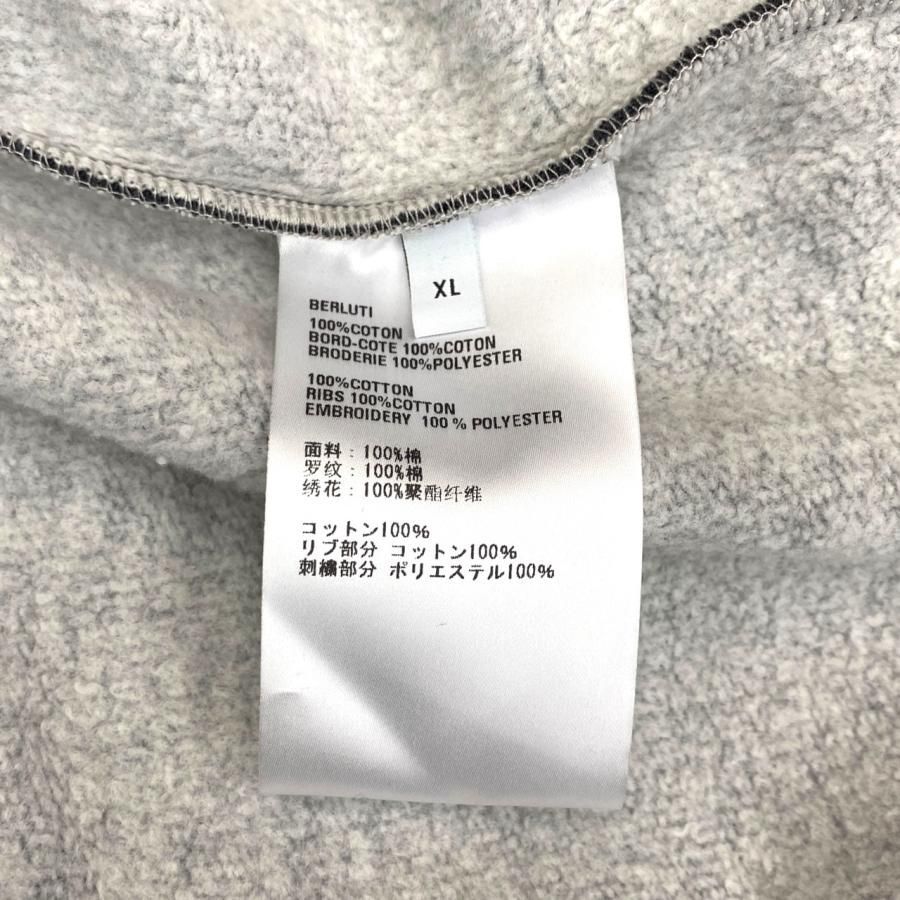 XL
BERLUTI
100%COTON
BORD-COTE 100%COTON
BRODERIE 100%POLYESTER
100%COTTON
RIBS 100%COTTON
EMBROIDERY 100% POLYESTER
面料：100%棉
罗纹：100%棉
绣花：100%聚酯纤维
コットン100%
リブ部分 コットン100%
刺繍部分 ポリエステル100%